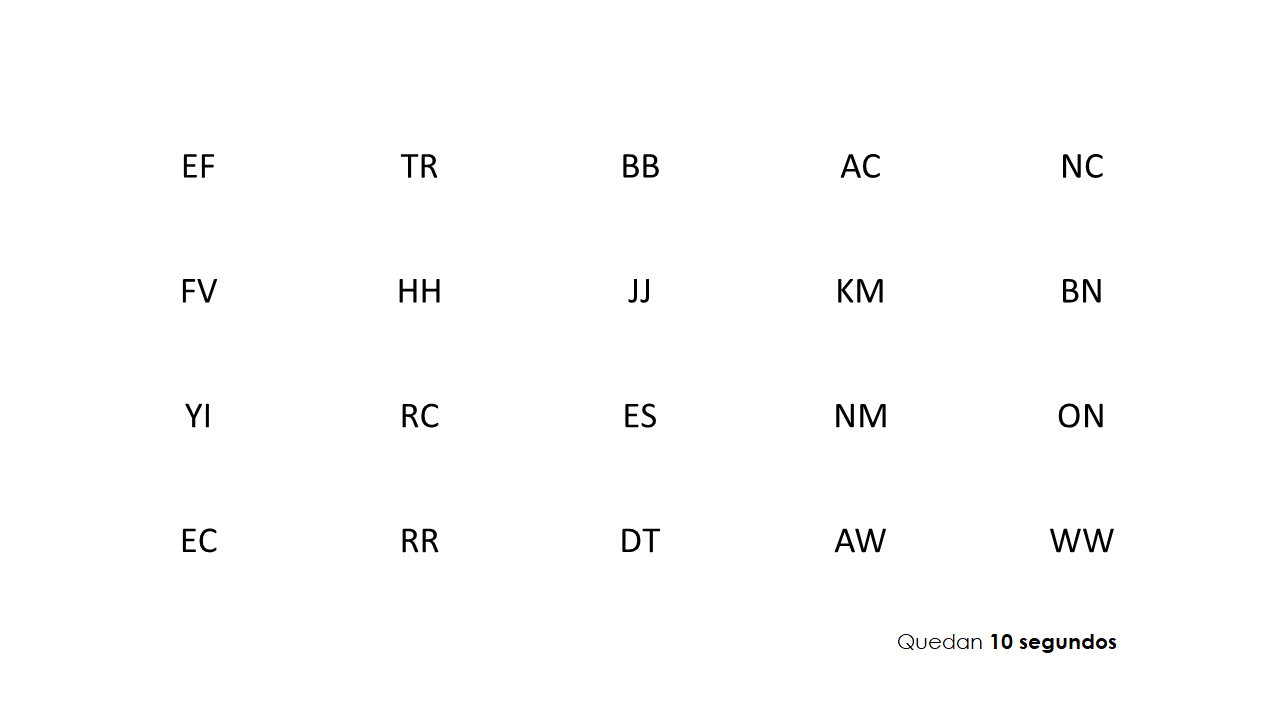 EF TR BB AC NC
FV HH JJ KM BN
YI RC ES NM ON
EC RR DT AW WW
Quedan 10 segundos